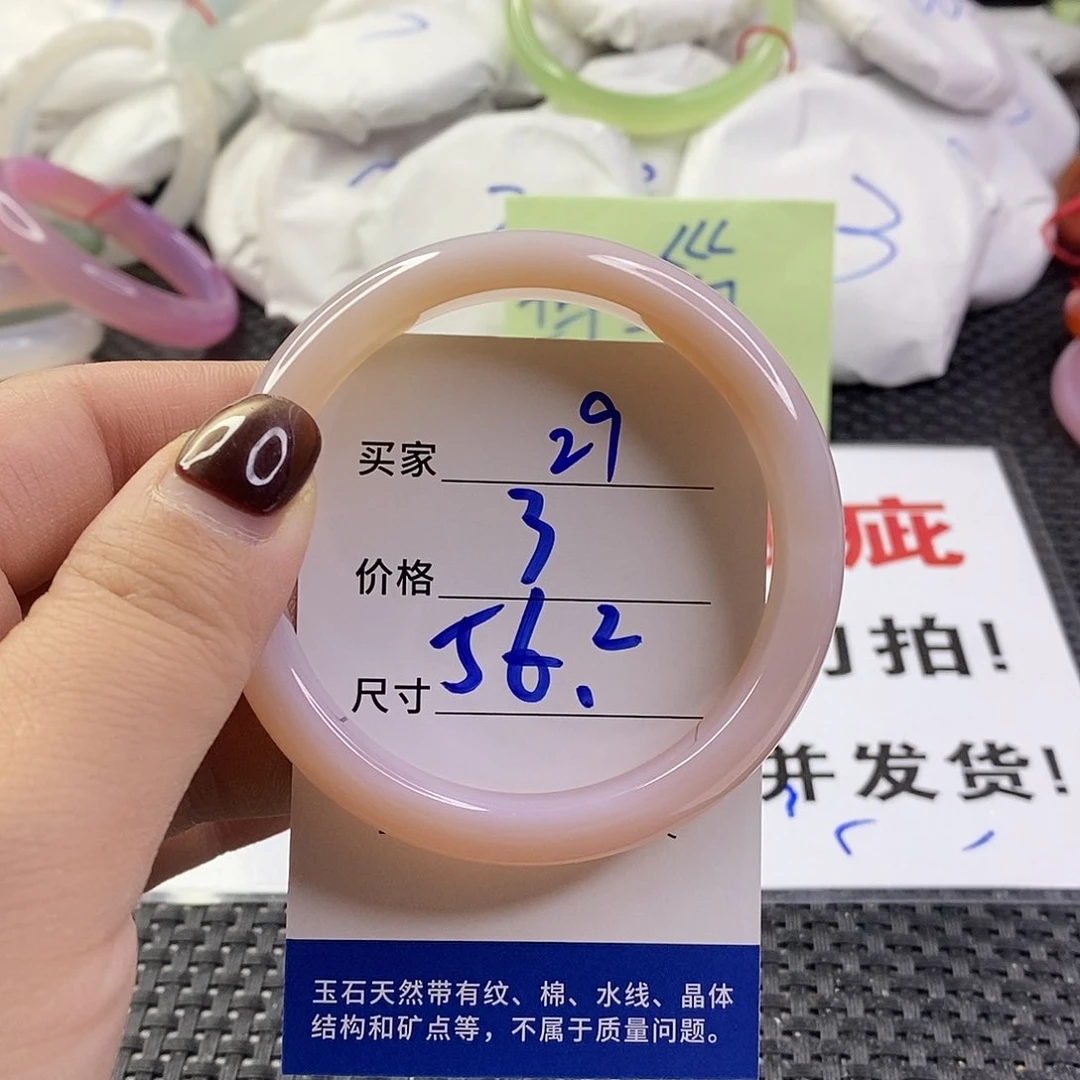 3
买家 29
价格 3
尺寸 56.2
疵
拍!
并发货!
玉石天然带有纹、棉、水线、晶体
结构和矿点等，不属于质量问题。